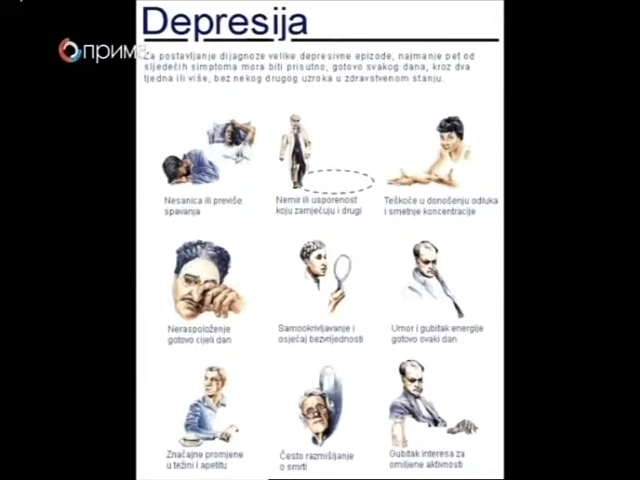 Depresija
Оприма
Za postavljanje dijagnoze velike depresivne epizode, najmanje pet od
sljedećih simptoma mora biti prisutno, gotovo svakog dana, kroz dva
tjedna ili više, bez nekog drugog uzroka u zdravstvenom stanju.
Nesanica ili previše
spavanja
Nemir ili usporenost
koju zamjećuju i drugi
Teškoće u donošenju odluka
i smetnje koncentracije
Neraspoloženje
gotovo cijeli dan
Samookrivljavanje i
osjećaj bezvrijednosti
Umor i gubitak energije
gotovo svaki dan
Značajne promjene
u težini i apetitu
Često razmišljanje
o smrti
Gubitak interesa za
omiljene aktivnosti